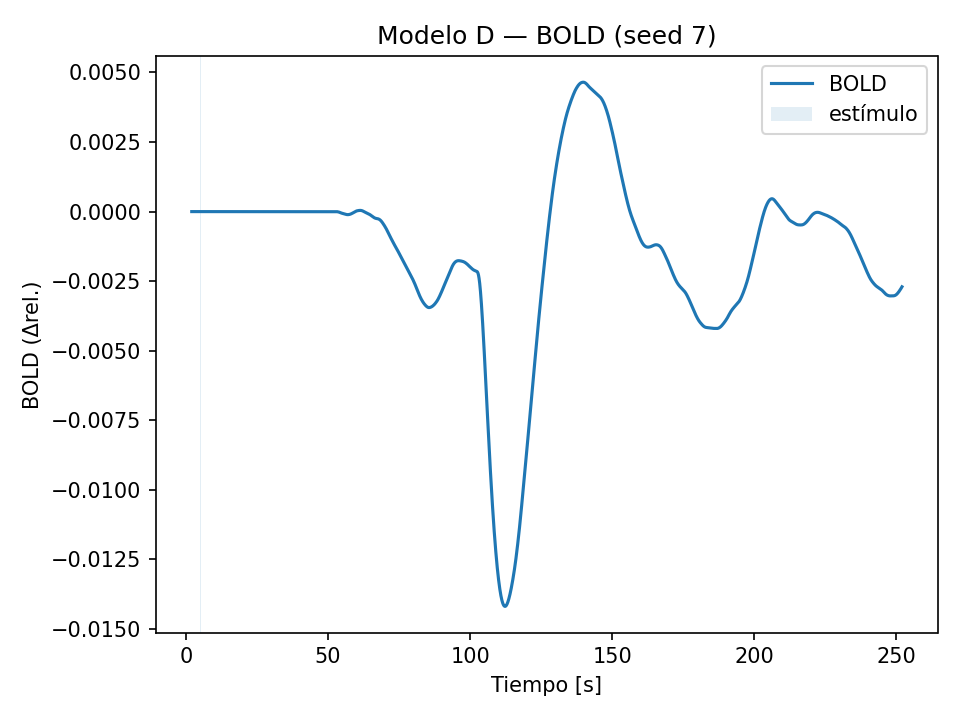 Modelo D — BOLD (seed 7)
BOLD
estímulo
BOLD (Δrel.)
0.0050
0.0025
0.0000
−0.0025
−0.0050
−0.0075
−0.0100
−0.0125
−0.0150
0 50 100 150 200 250
Tiempo [s]